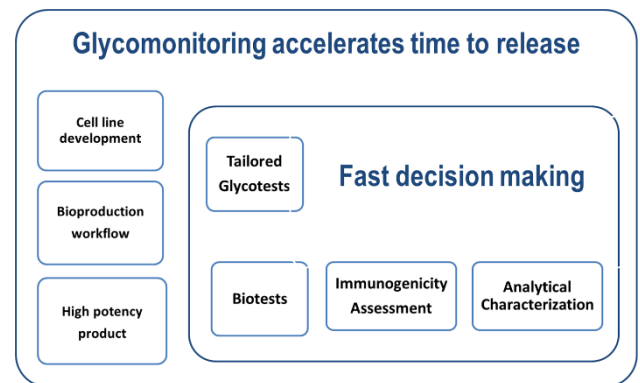 Glycomonitoring accelerates time to release
Cell line
development
Bioproduction
workflow
High potency
product
Tailored
Glycotests
Fast decision making
Biotests
Immunogenicity
Assessment
Analytical
Characterization